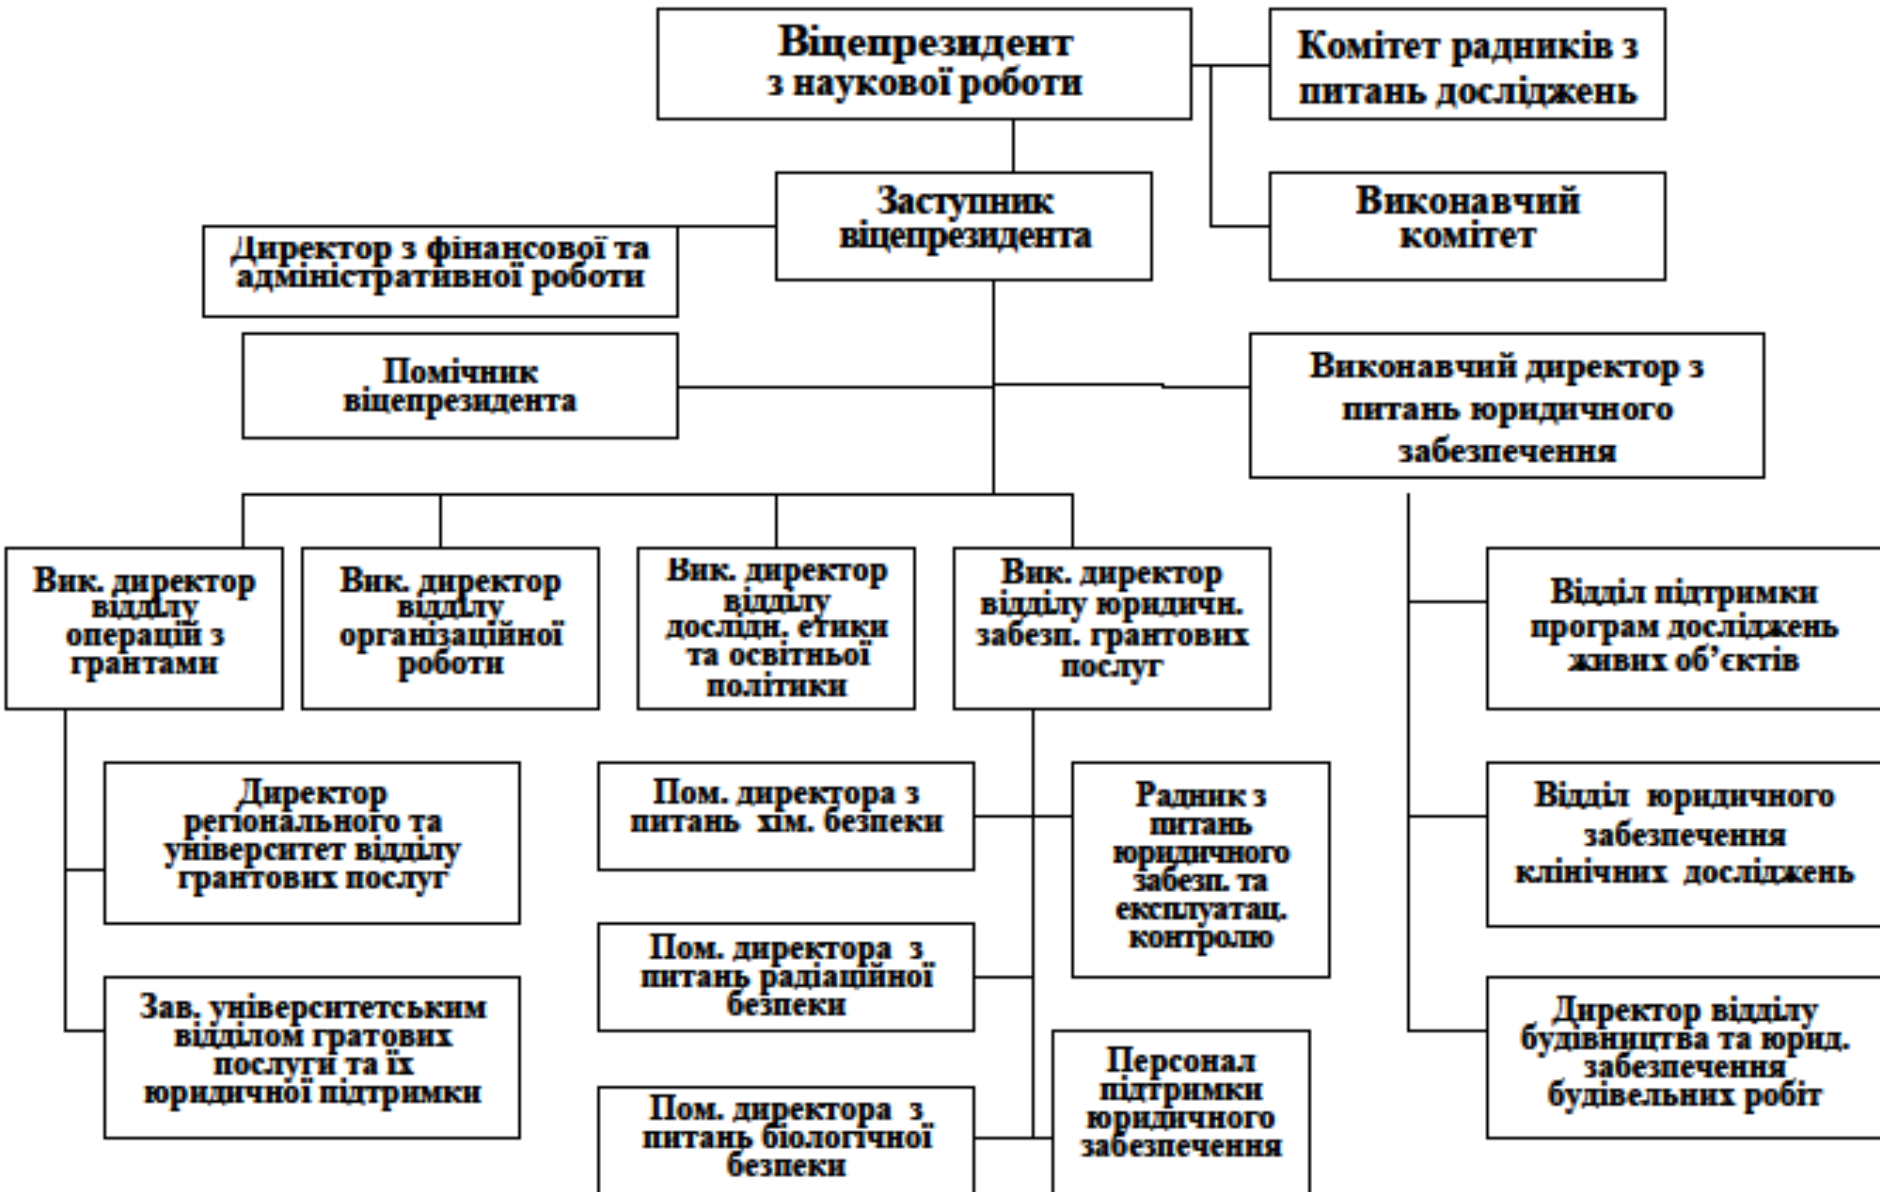 Віцепрезидент
з наукової роботи
Комітет радників з
питань досліджень
Заступник
віцепрезидента
Виконавчий
комітет
Директор з фінансової та
адміністративної роботи
Помічник
віцепрезидента
Виконавчий директор з
питань юридичного
забезпечення
Вик. директор
відділу
операцій з
грантами
Вик. директор
відділу
організаційної
роботи
Вик. директор
відділу
дослідн. етики
та освітньої
політики
Вик. директор
відділу юридичн.
забезп. грантових
послуг
Відділ підтримки
програм досліджень
живих об’єктів
Директор
регіонального та
університет відділу
грантових послуг
Пом. директора з
питань хім. безпеки
Радник з
питань
юридичного
забезп. та
експлуатац.
контролю
Відділ юридичного
забезпечення
клінічних досліджень
Пом. директора з
питань радіаційної
безпеки
Зав. університетським
відділом гратових
послуги та їх
юридичної підтримки
Директор відділу
будівництва та юрид.
забезпечення
будівельних робіт
Пом. директора з
питань біологічної
безпеки
Персонал
підтримки
юридичного
забезпечення